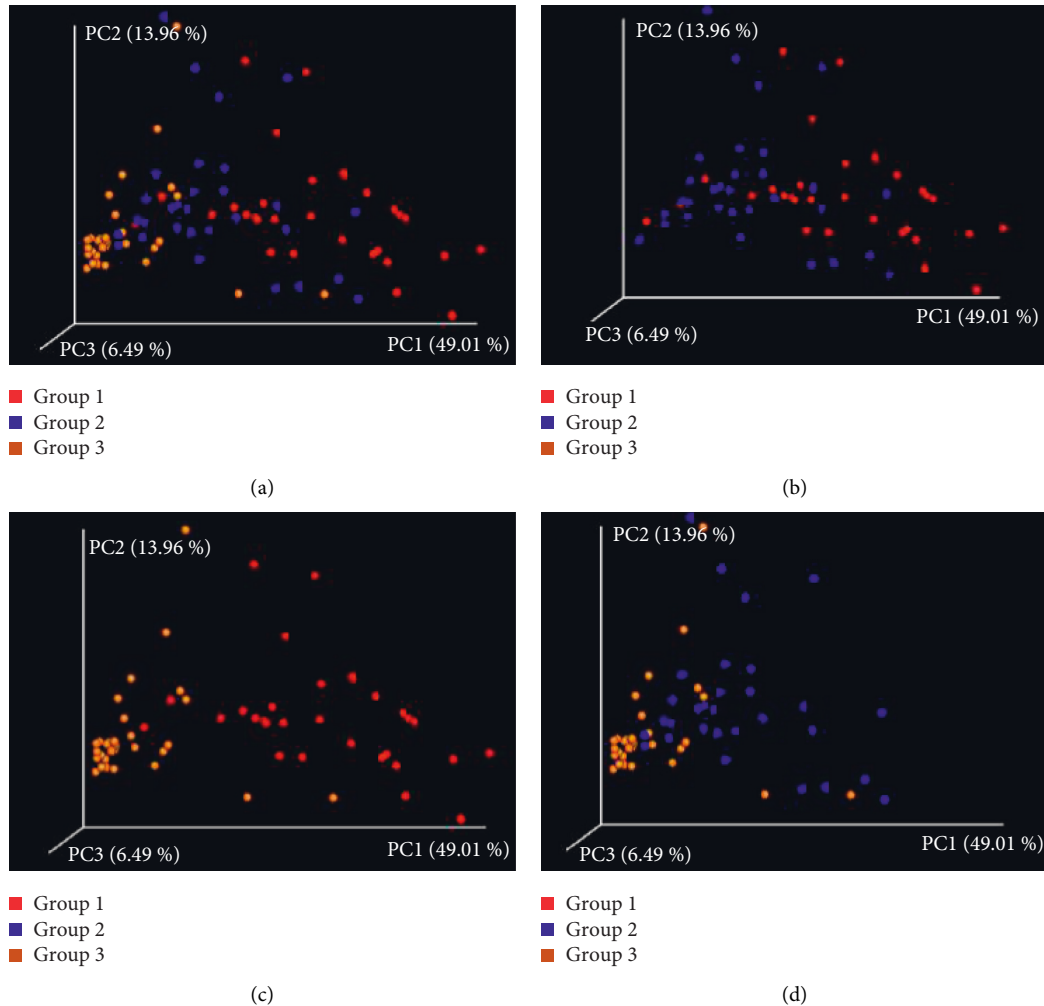 PC2 (13.96 %)
PC3 (6.49 %)
PC1 (49.01 %)
Group 1
Group 2
Group 3
(a)
PC2 (13.96 %)
PC1 (49.01 %)
PC3 (6.49 %)
Group 1
Group 2
Group 3
(b)
PC2 (13.96 %)
PC3 (6.49 %)
PC1 (49.01 %)
Group 1
Group 2
Group 3
(c)
PC2 (13.96 %)
PC3 (6.49 %)
PC1 (49.01 %)
Group 1
Group 2
Group 3
(d)